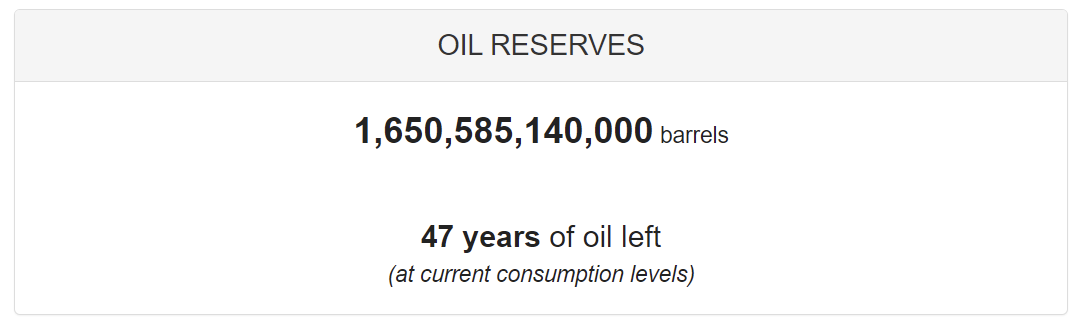 OIL RESERVES
1,650,585,140,000 barrels
47 years of oil left
(at current consumption levels)